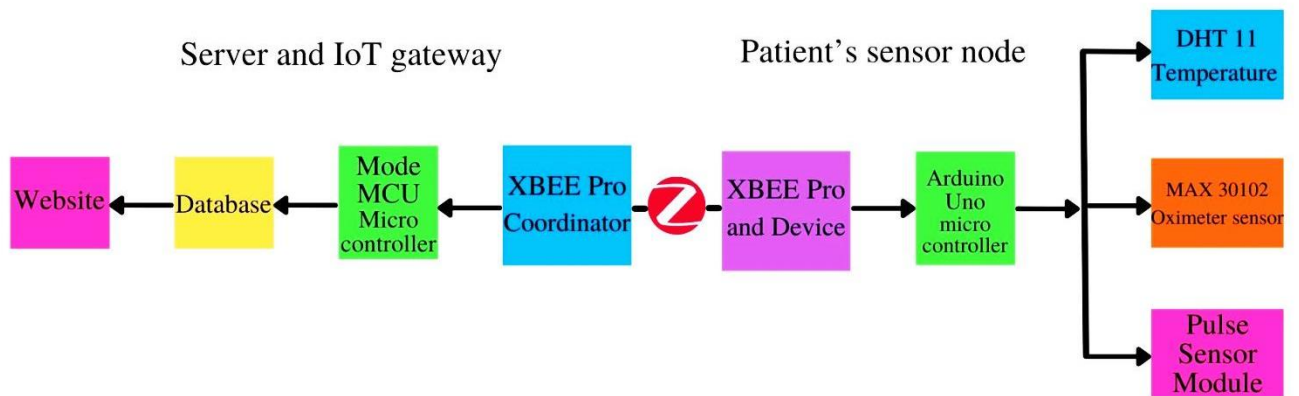 Server and IoT gateway
Patient's sensor node
Website
Database
Mode
MCU
Micro
controller
XBEE Pro
Coordinator
Z
XBEE Pro
and Device
Arduino
Uno
micro
controller
DHT 11
Temperature
MAX 30102
Oximeter sensor
Pulse
Sensor
Module